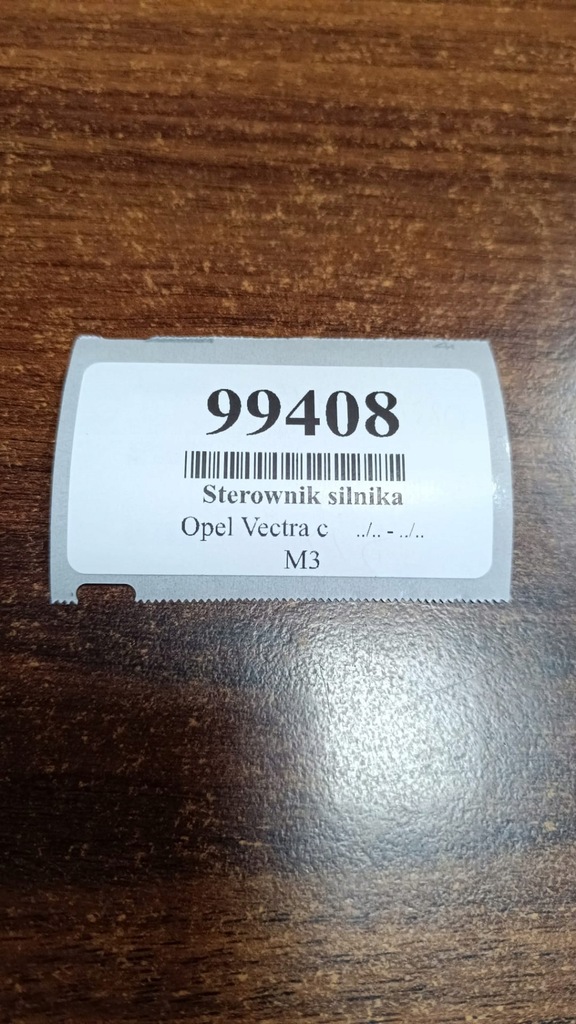 99408
Sterownik silnika
Opel Vectra c ../.. - ../..
M3